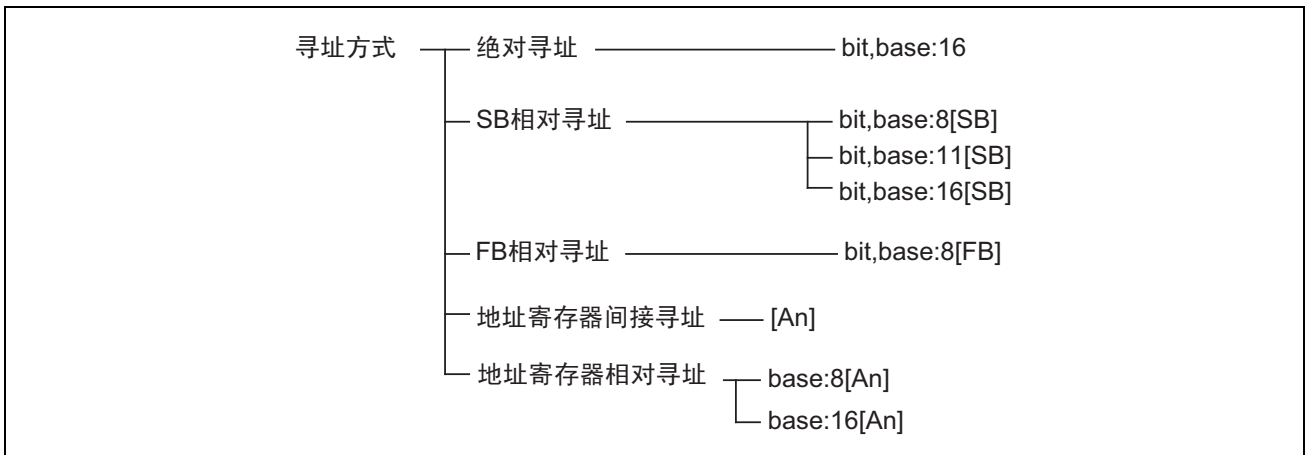 寻址方式 绝对寻址 bit,base:16
SB相对寻址 bit,base:8[SB]
bit,base:11[SB]
bit,base:16[SB]
FB相对寻址 bit,base:8[FB]
地址寄存器间接寻址 [An]
地址寄存器相对寻址 base:8[An]
base:16[An]